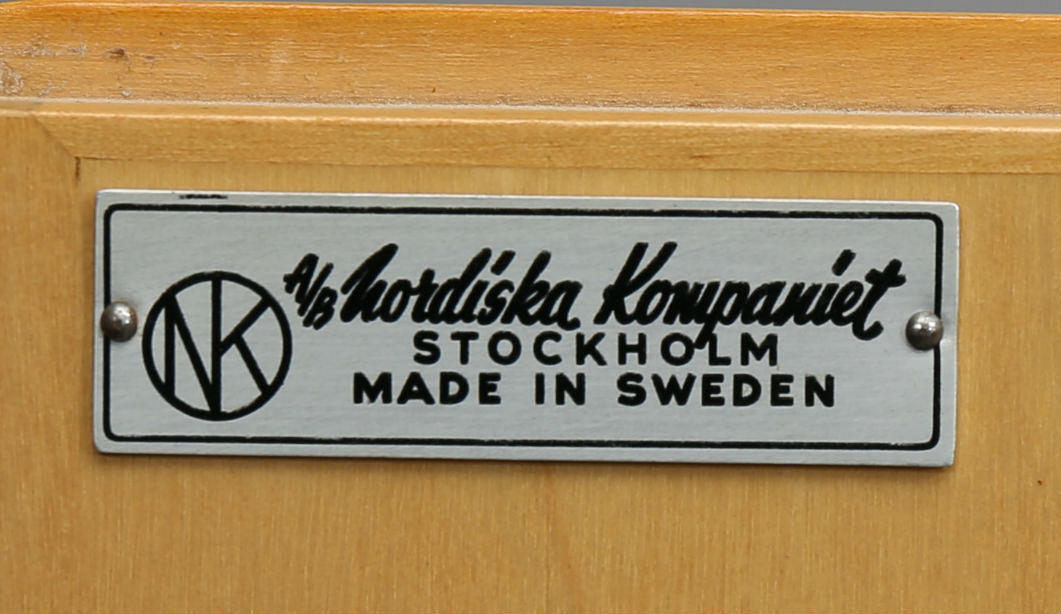 NK
A/B Nordiska Kompaniet
STOCKHOLM
MADE IN SWEDEN